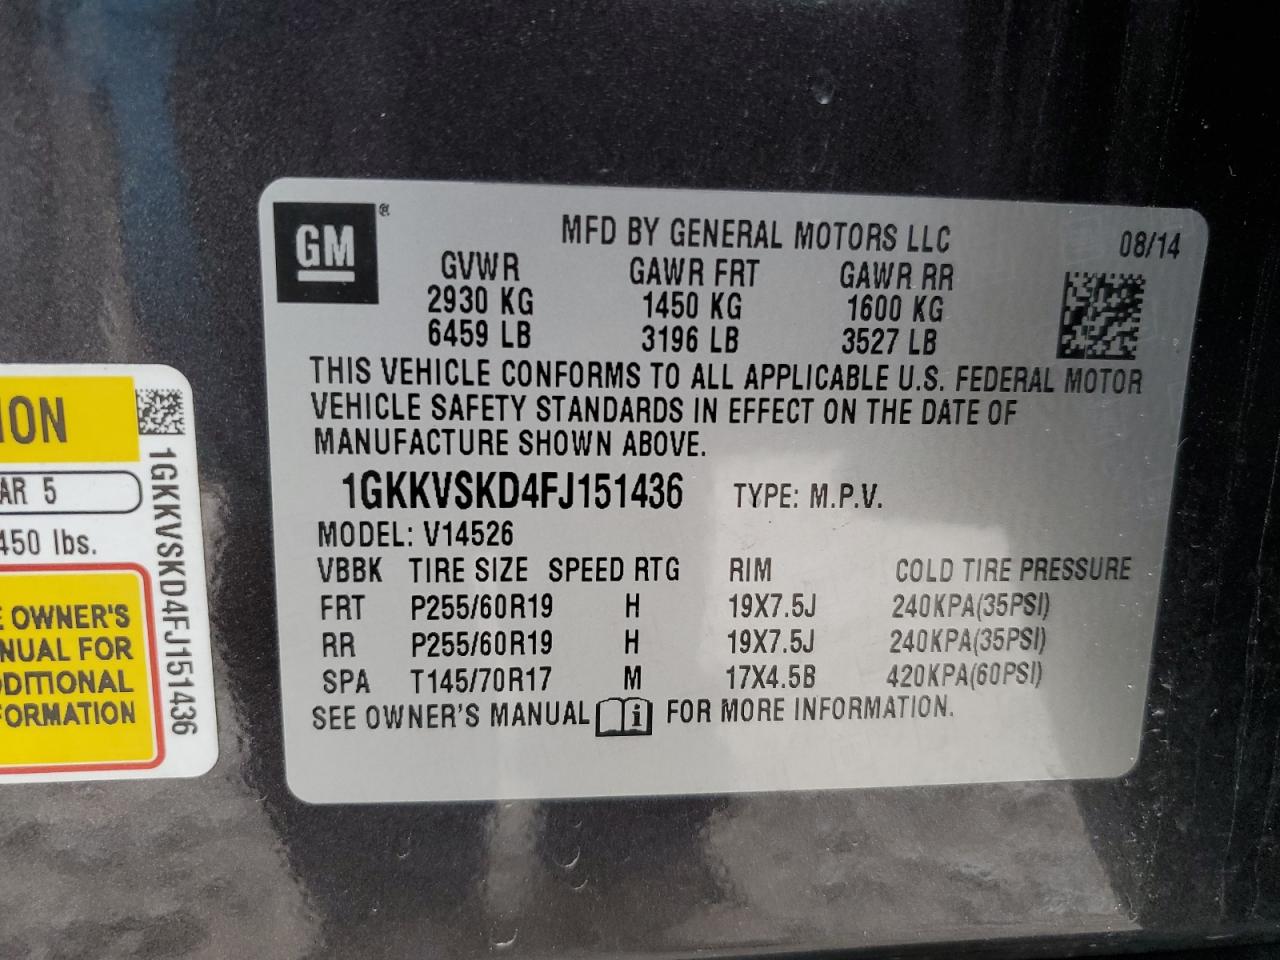 GM®
MFD BY GENERAL MOTORS LLC 08/14
GVWR GAWR FRT GAWR RR
2930 KG 1450 KG 1600 KG
6459 LB 3196 LB 3527 LB
THIS VEHICLE CONFORMS TO ALL APPLICABLE U.S. FEDERAL MOTOR
VEHICLE SAFETY STANDARDS IN EFFECT ON THE DATE OF
MANUFACTURE SHOWN ABOVE.
1GKKVSKD4FJ151436 TYPE: M.P.V.
MODEL: V14526
VBBK TIRE SIZE SPEED RTG RIM COLD TIRE PRESSURE
FRT P255/60R19 H 19X7.5J 240KPA(35PSI)
RR P255/60R19 H 19X7.5J 240KPA(35PSI)
SPA T145/70R17 M 17X4.5B 420KPA(60PSI)
SEE OWNER'S MANUAL i FOR MORE INFORMATION.
ION
AR 5
450 lbs.
E OWNER'S
NUAL FOR
DDITIONAL
FORMATION
1GKKVSKD4FJ151436